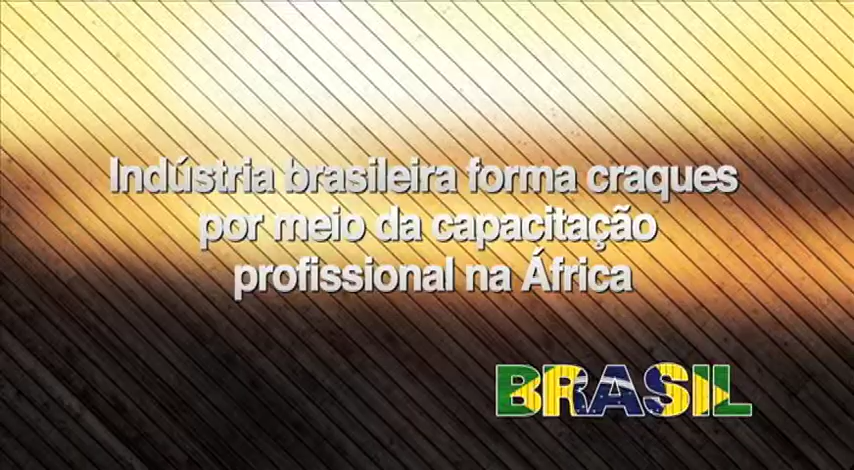 Indústria brasileira forma craques
por meio da capacitação
profissional na África
BRASIL